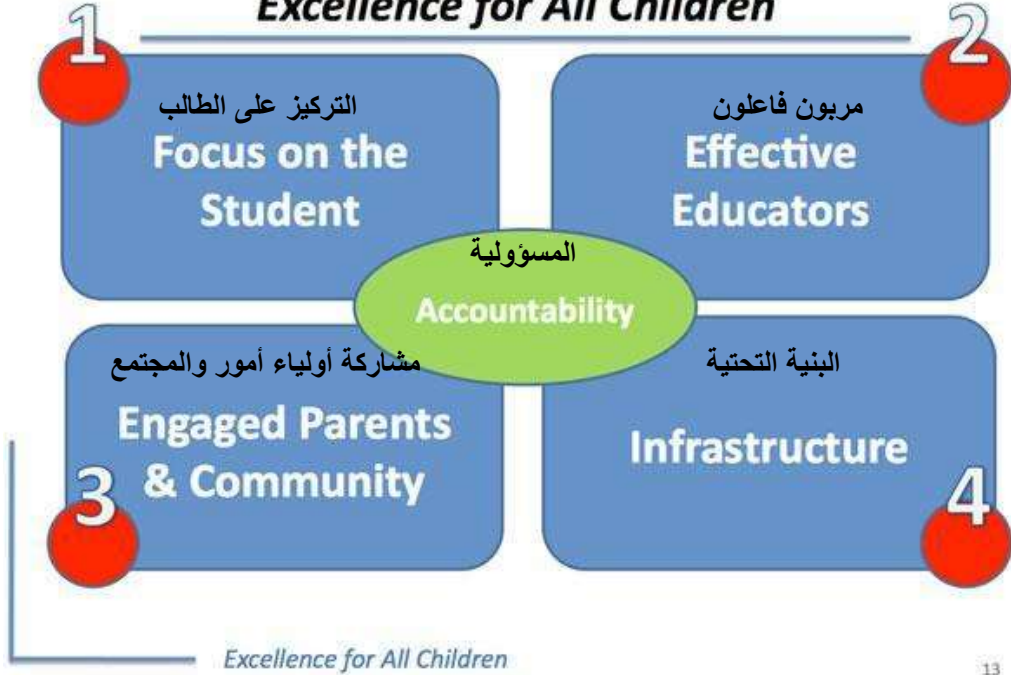 Excellence for All Children
1
التركيز على الطالب
Focus on the
Student
2
مربون فاعلون
Effective
Educators
المسؤولية
Accountability
3
مشاركة أولياء أمور والمجتمع
Engaged Parents
& Community
4
البنية التحتية
Infrastructure
Excellence for All Children
13